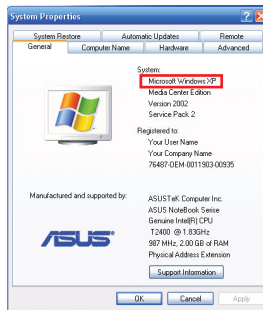 System Properties
System Restore Automatic Updates Remote
General Computer Name Hardware Advanced
System:
Microsoft Windows XP
Media Center Edition
Version 2002
Service Pack 2
Registered to:
Your User Name
Your Company Name
76487-OEM-0011903-00935
Manufactured and supported by:
ASUSTeK Computer Inc.
ASUS NoteBook Serise
Genuine Intel(R) CPU
T2400 @ 1.83GHz
987 MHz, 2.00 GB of RAM
Physical Address Extension
ASUS
Support Information
OK Cancel Apply